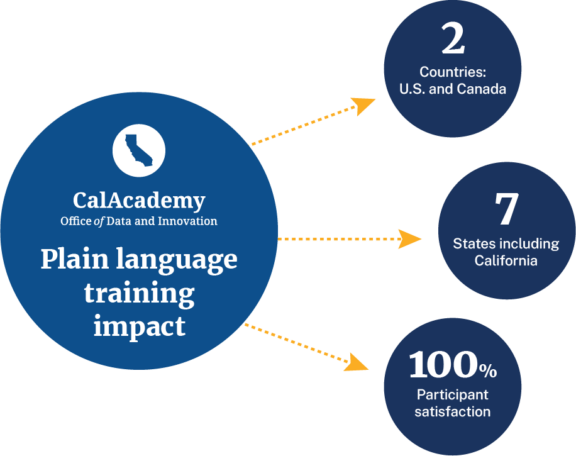 CalAcademy
Office of Data and Innovation
Plain language
training
impact
2
Countries:
U.S. and Canada
7
States including
California
100%
Participant
satisfaction